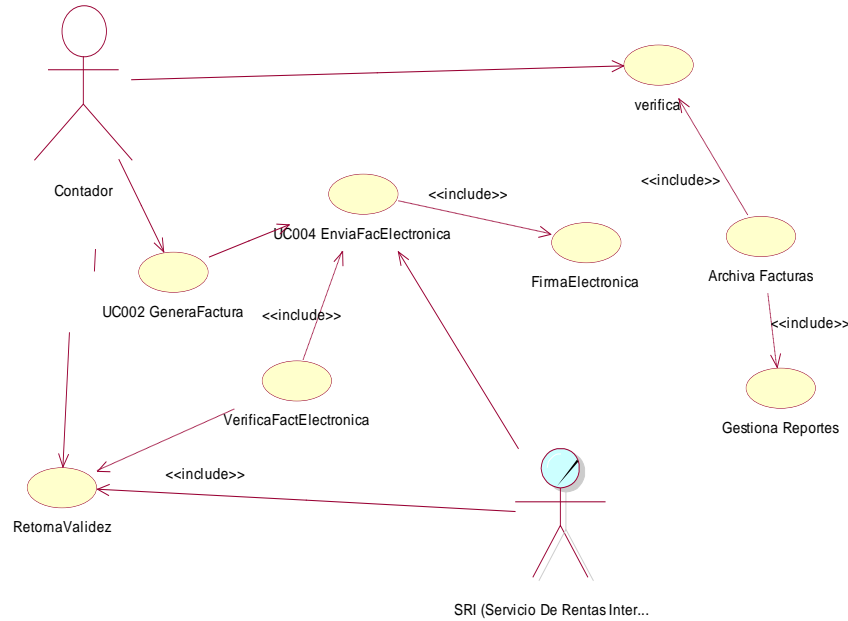 verifica
<<include>>
Contador
<<include>>
UC004 EnviaFacElectronica
FirmaElectronica
Archiva Facturas
UC002 GeneraFactura
<<include>>
<<include>>
VerificaFactElectronica
Gestiona Reportes
<<include>>
RetornaValidez
SRI (Servicio De Rentas Inter...